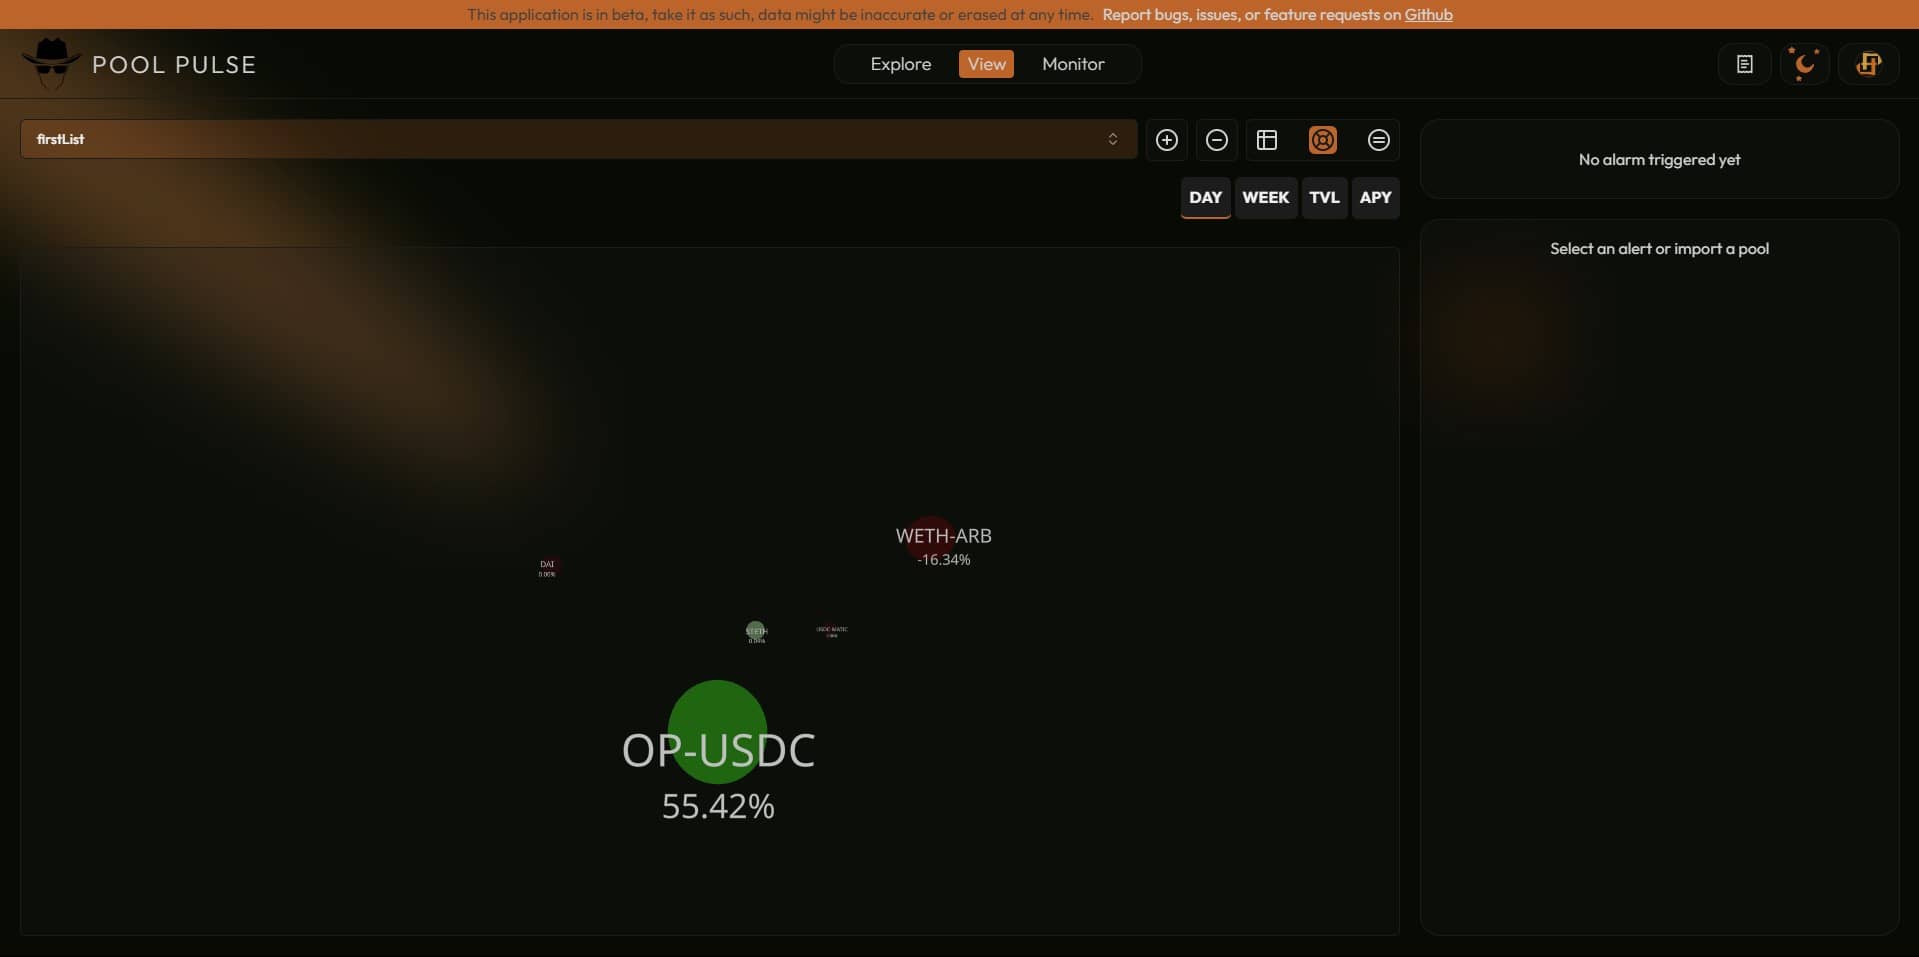 This application is in beta, take it as such, data might be inaccurate or erased at any time. Report bugs, issues, or feature requests on Github
POOL PULSE
Explore View Monitor
firstList
DAY WEEK TVL APY
No alarm triggered yet
Select an alert or import a pool
WETH-ARB
-16.34%
DAI
0.00%
STETH
USDC-MATIC
OP-USDC
55.42%